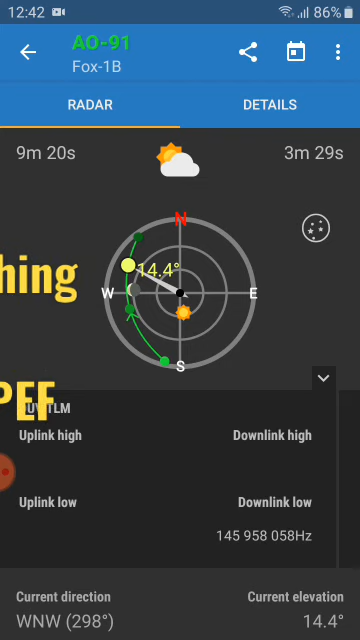 12:42 86%
AO-91
Fox-1B
RADAR DETAILS
9m 20s 3m 29s
N
14.4°
hing
W E
S
PEF
TLM
Uplink high Downlink high
Uplink low Downlink low
145 958 058Hz
Current direction Current elevation
WNW (298°) 14.4°